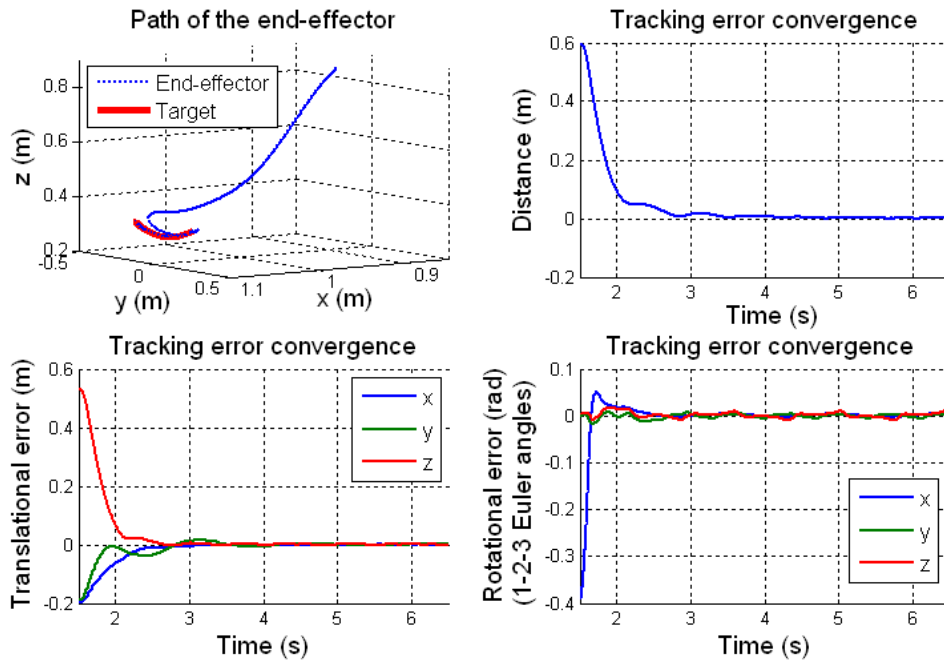 Path of the end-effector
0.8
0.6
0.4
0.2
z (m)
End-effector
Target
-0.5
0
0.5
y (m)
1.1
1
0.9
x (m)
Tracking error convergence
0.6
0.4
0.2
0
-0.2
Distance (m)
2
3
4
5
6
Time (s)
Tracking error convergence
0.6
0.4
0.2
0
-0.2
Translational error (m)
x
y
z
2
3
4
5
6
Time (s)
Tracking error convergence
0.1
0
-0.1
-0.2
-0.3
-0.4
Rotational error (rad)
(1-2-3 Euler angles)
x
y
z
2
3
4
5
6
Time (s)